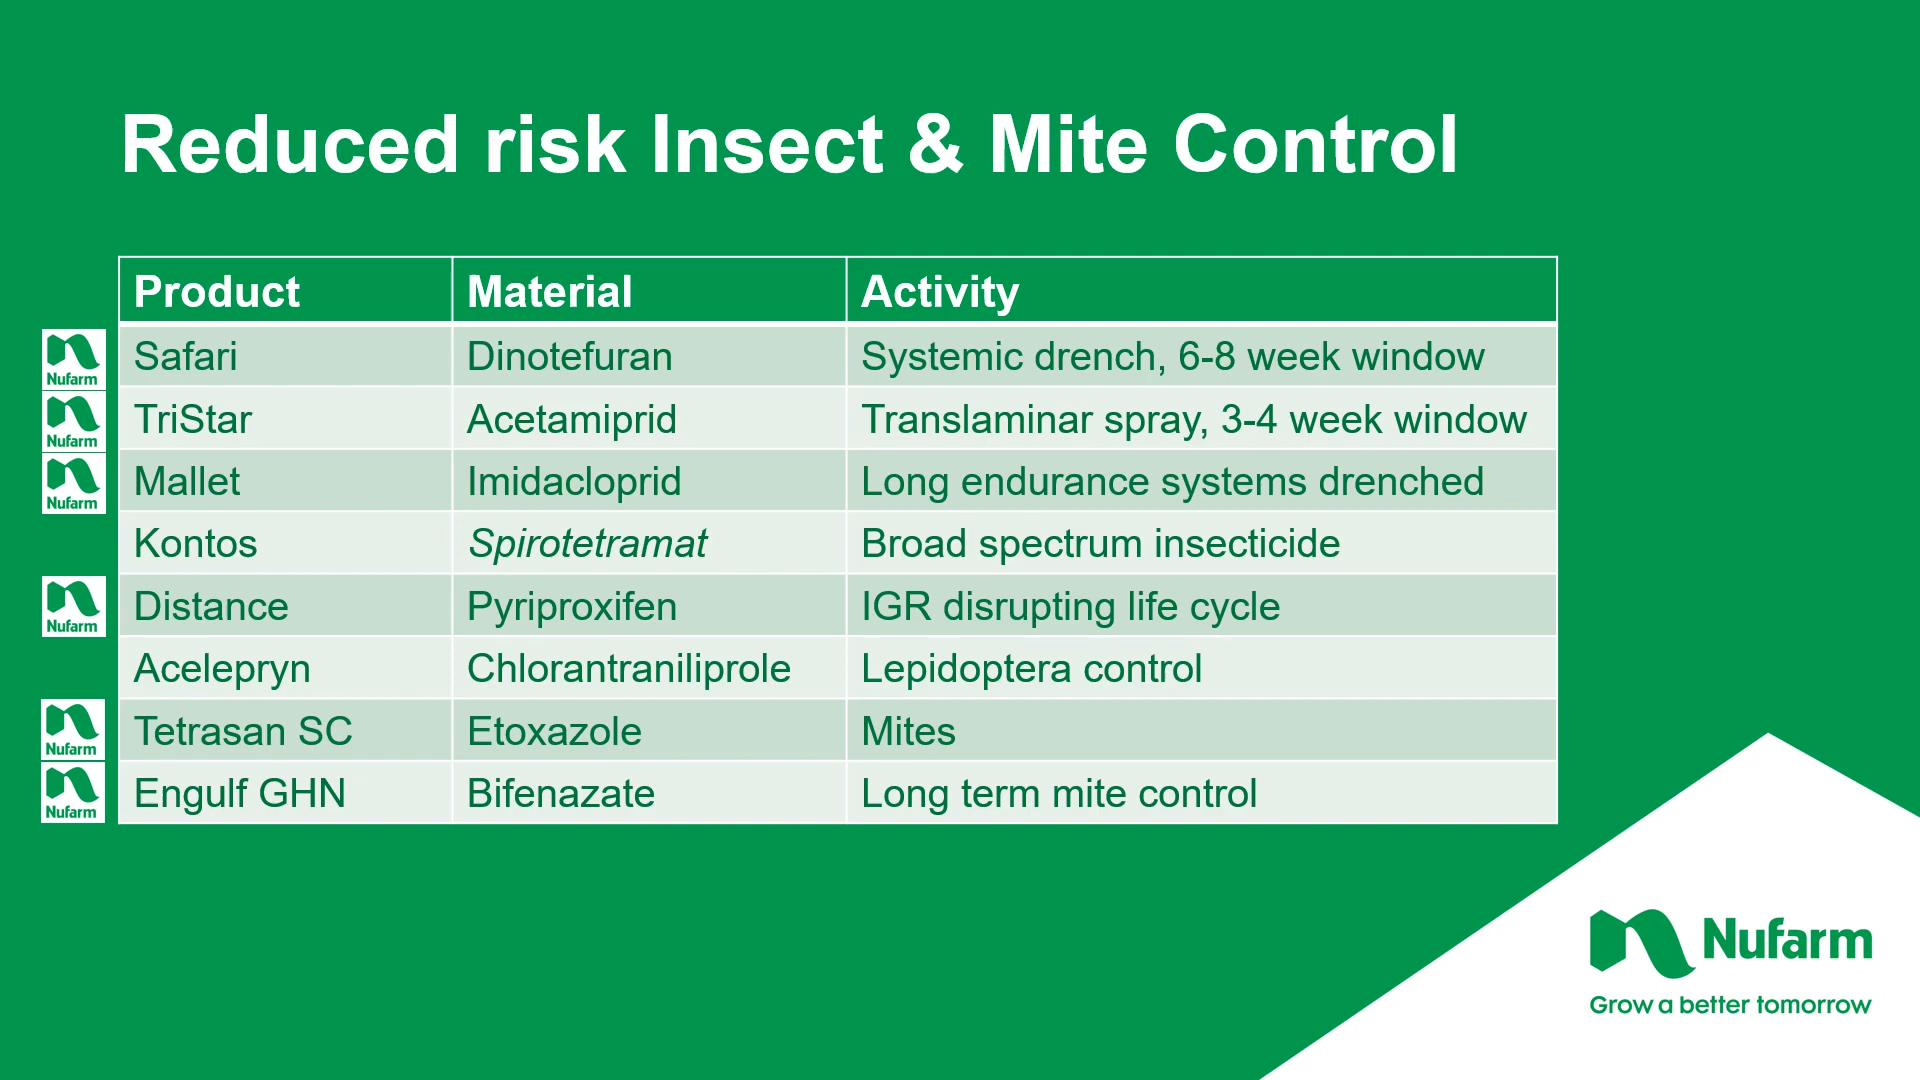 Reduced risk Insect & Mite Control
Product Material Activity
Nufarm Safari Dinotefuran Systemic drench, 6-8 week window
Nufarm TriStar Acetamiprid Translaminar spray, 3-4 week window
Nufarm Mallet Imidacloprid Long endurance systems drenched
Kontos Spirotetramat Broad spectrum insecticide
Nufarm Distance Pyriproxifen IGR disrupting life cycle
Acelepryn Chlorantraniliprole Lepidoptera control
Nufarm Tetrasan SC Etoxazole Mites
Nufarm Engulf GHN Bifenazate Long term mite control
Nufarm
Grow a better tomorrow